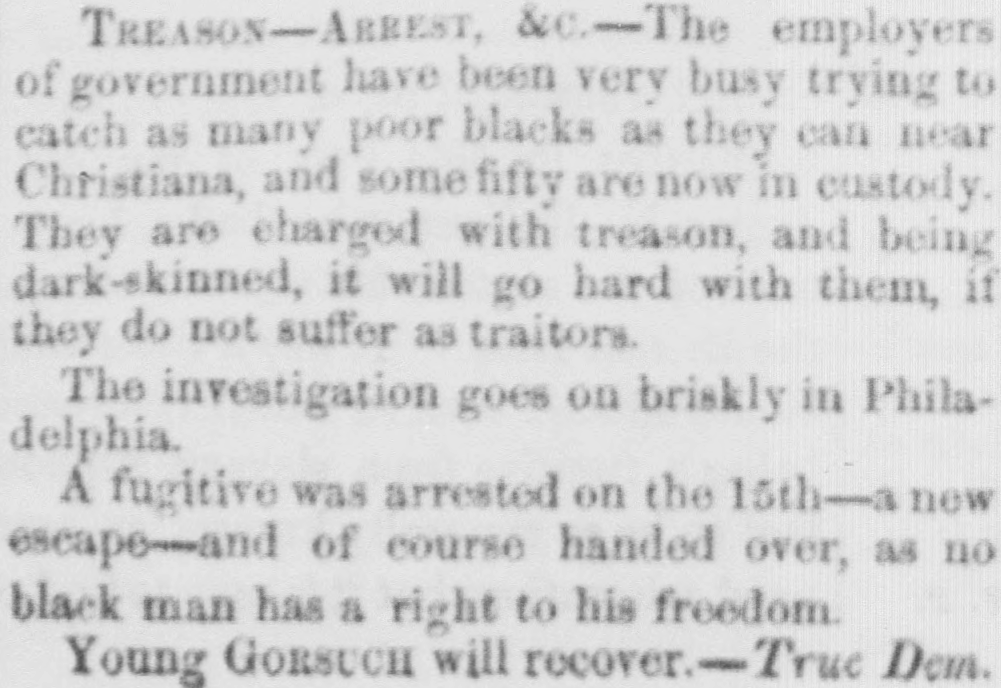 TREASON—ARREST, &C.—The employers
of government have been very busy trying to
catch as many poor blacks as they can near
Christiana, and some fifty are now in custody.
They are charged with treason, and being
dark-skinned, it will go hard with them, if
they do not suffer as traitors.
The investigation goes on briskly in Phila-
delphia.
A fugitive was arrested on the 15th—a new
escape—and of course handed over, as no
black man has a right to his freedom.
Young GORSUCH will recover.—True Dem.